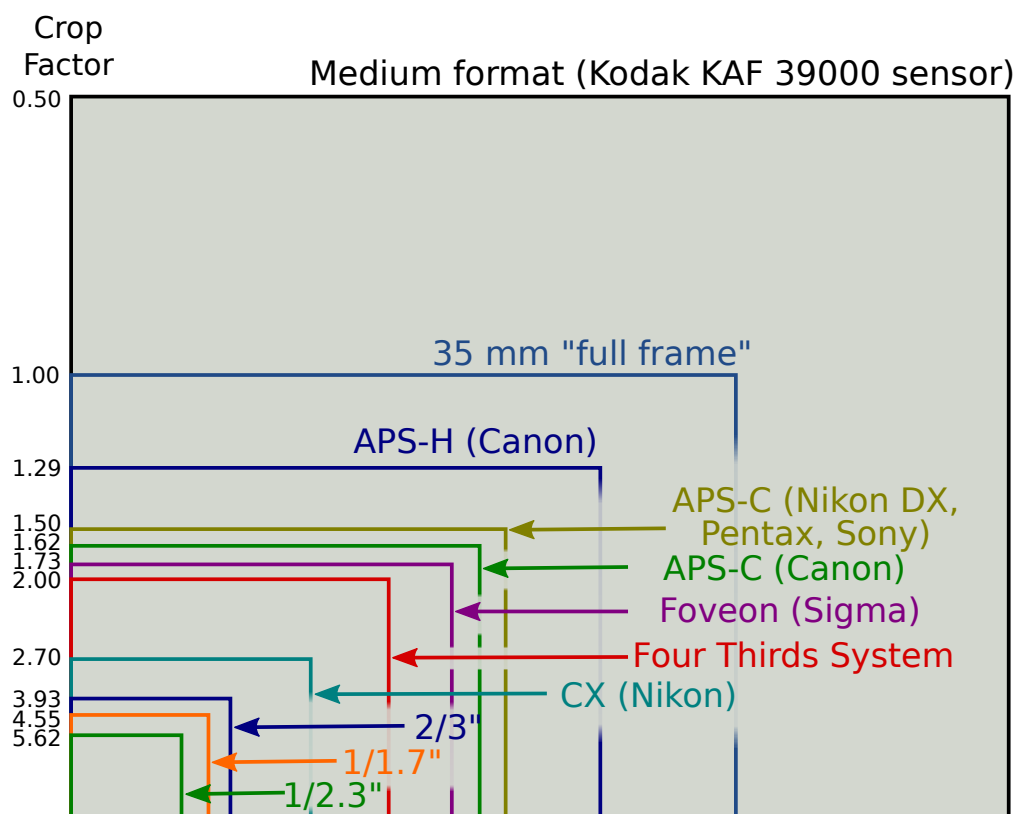 Crop
Factor
Medium format (Kodak KAF 39000 sensor)
0.50
35 mm "full frame"
1.00
APS-H (Canon)
1.29
APS-C (Nikon DX,
Pentax, Sony)
1.50
1.62
APS-C (Canon)
1.73
2.00
Foveon (Sigma)
Four Thirds System
2.70
CX (Nikon)
3.93
4.55
2/3"
5.62
1/1.7"
1/2.3"